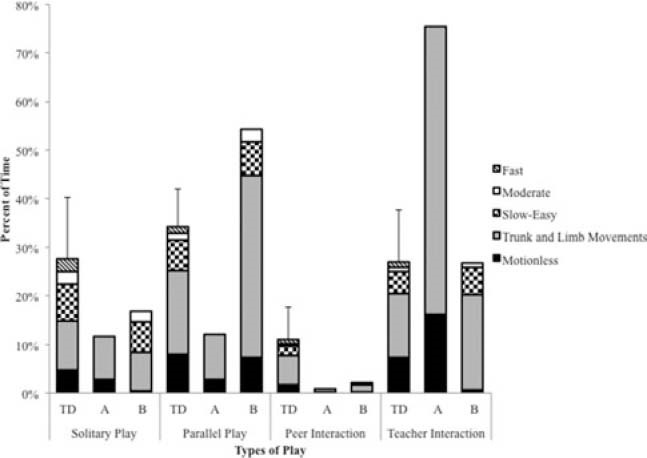 80%
70%
60%
50%
40%
30%
20%
10%
0%
Percent of Time
Fast
Moderate
Slow-Easy
Trunk and Limb Movements
Motionless
TD A B TD A B TD A B TD A B
Solitary Play Parallel Play Peer Interaction Teacher Interaction
Types of Play